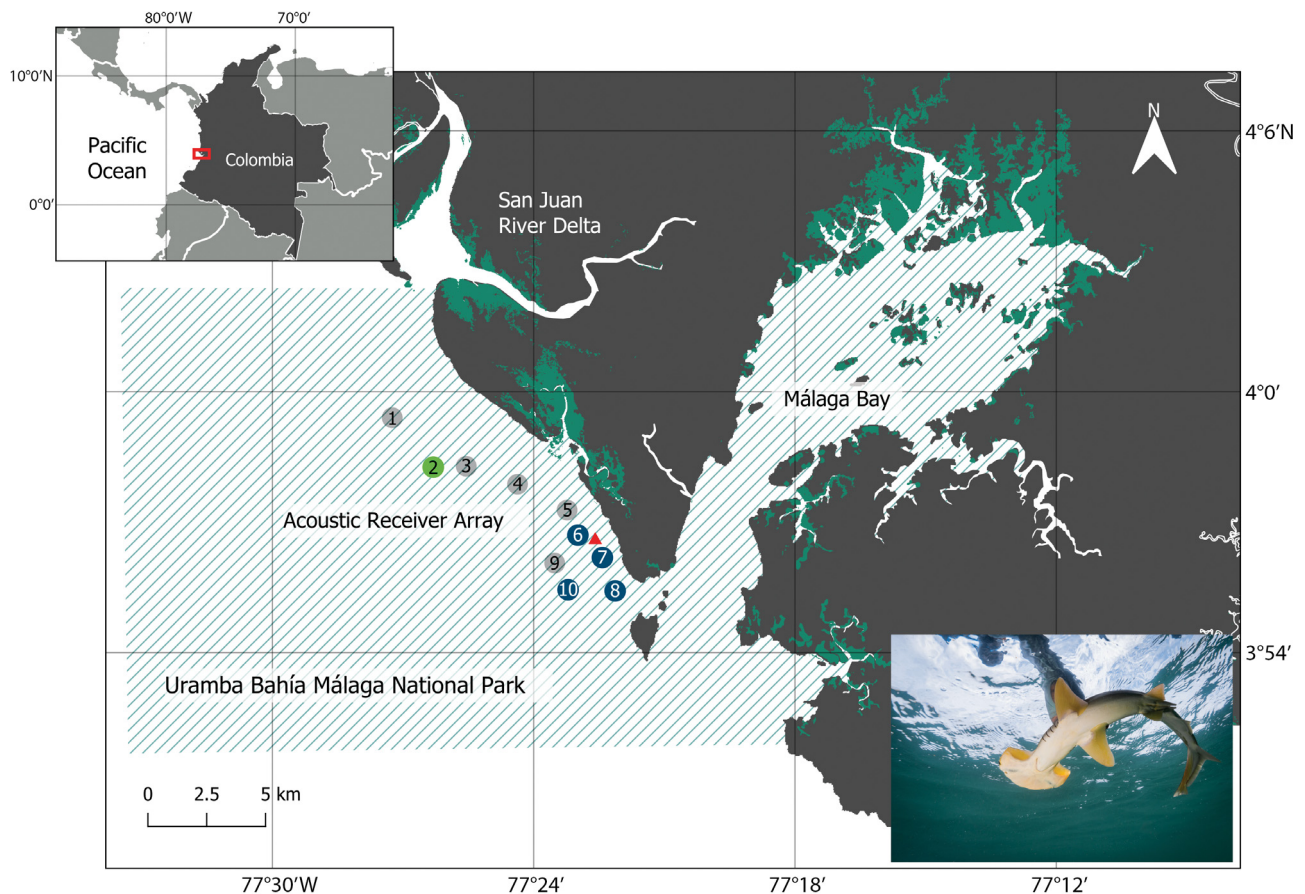 80°0′W
70°0′
10°0′N
Pacific
Ocean
Colombia
0°0′
N
4°6′N
San Juan
River Delta
4°0′
Málaga Bay
1
2
3
4
Acoustic Receiver Array
5
6
7
9
10
8
3°54′
Uramba Bahía Málaga National Park
0 2.5 5 km
77°30′W
77°24′
77°18′
77°12′